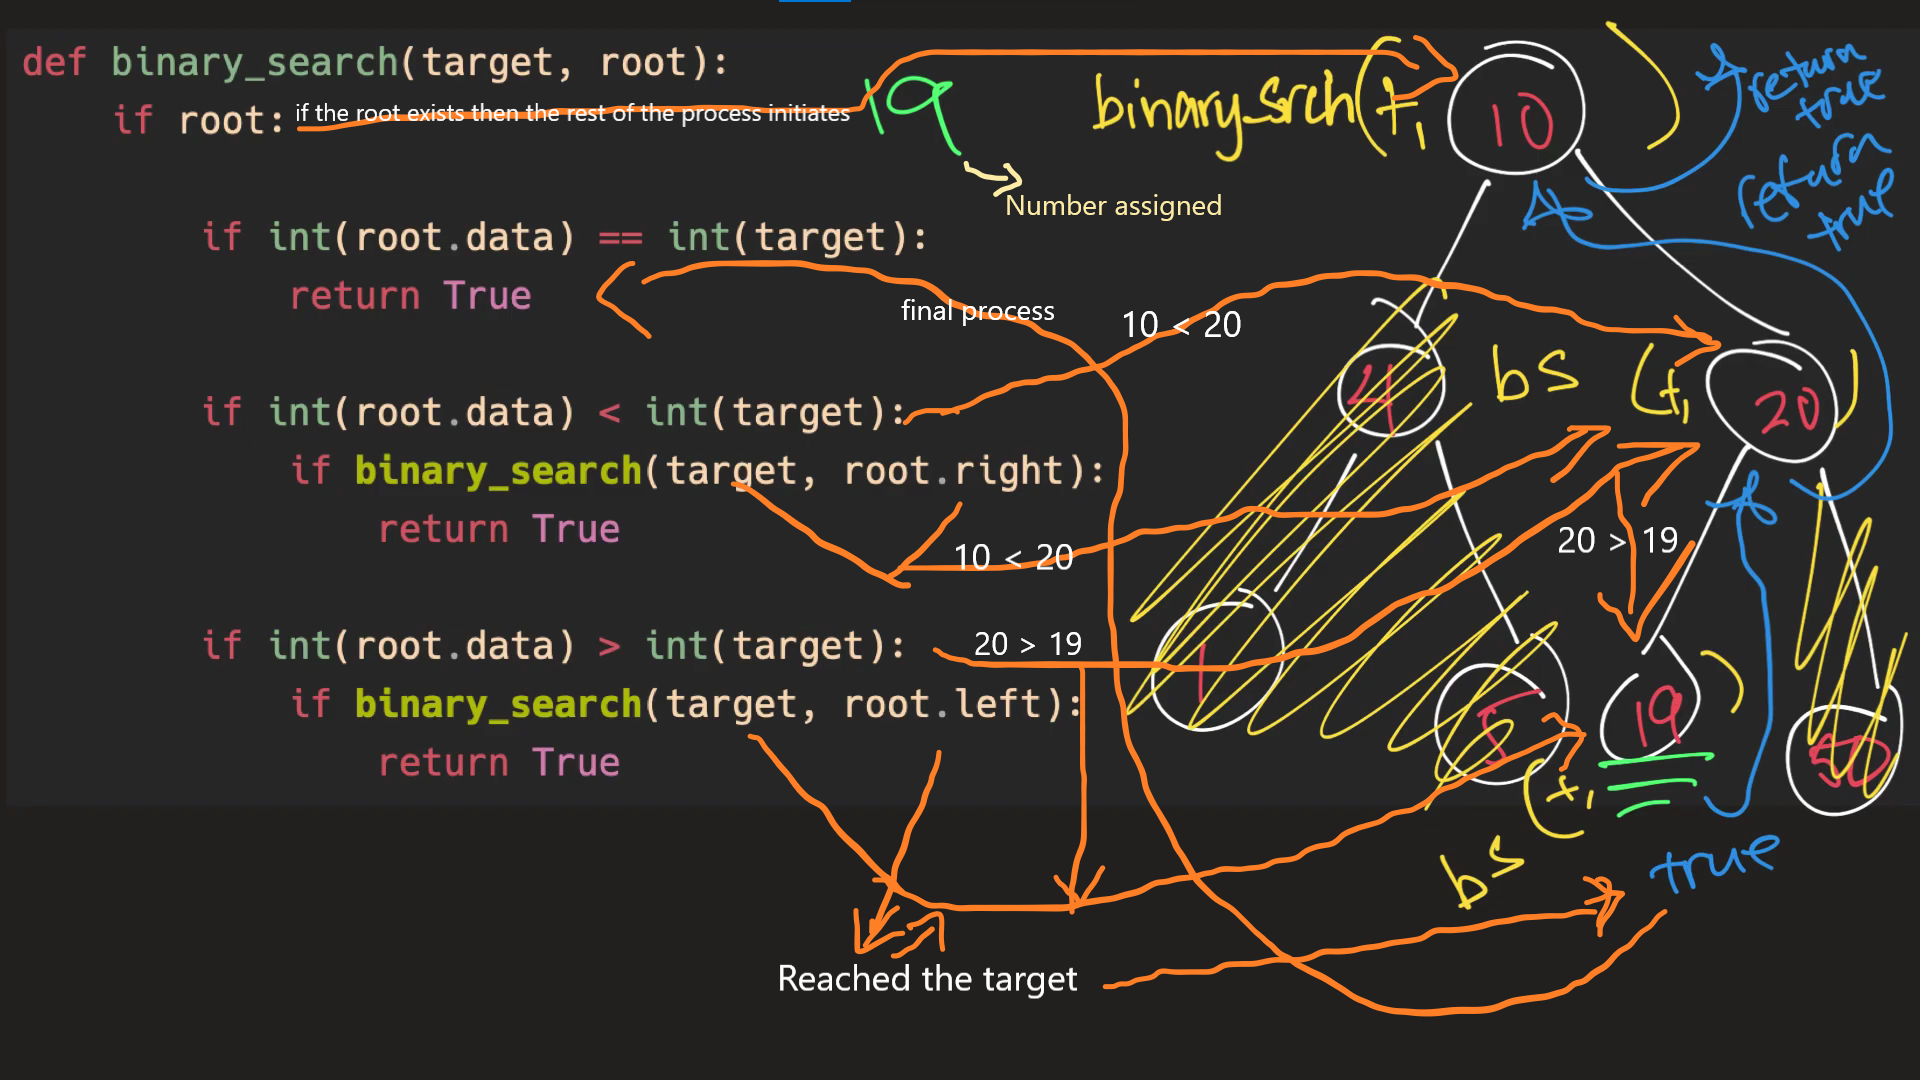 def binary_search(target, root):
if root: if the root exists then the rest of the process initiates
19
Number assigned
if int(root.data) == int(target):
return True
final process
if int(root.data) < int(target):
if binary_search(target, root.right):
return True
10 < 20
10 < 20
if int(root.data) > int(target): 20 > 19
if binary_search(target, root.left):
return True
Reached the target
binary_srch(t, 10)
return true
return true
4
bs (t, 20)
20 > 19
1
5
19
50
bs (t,
true